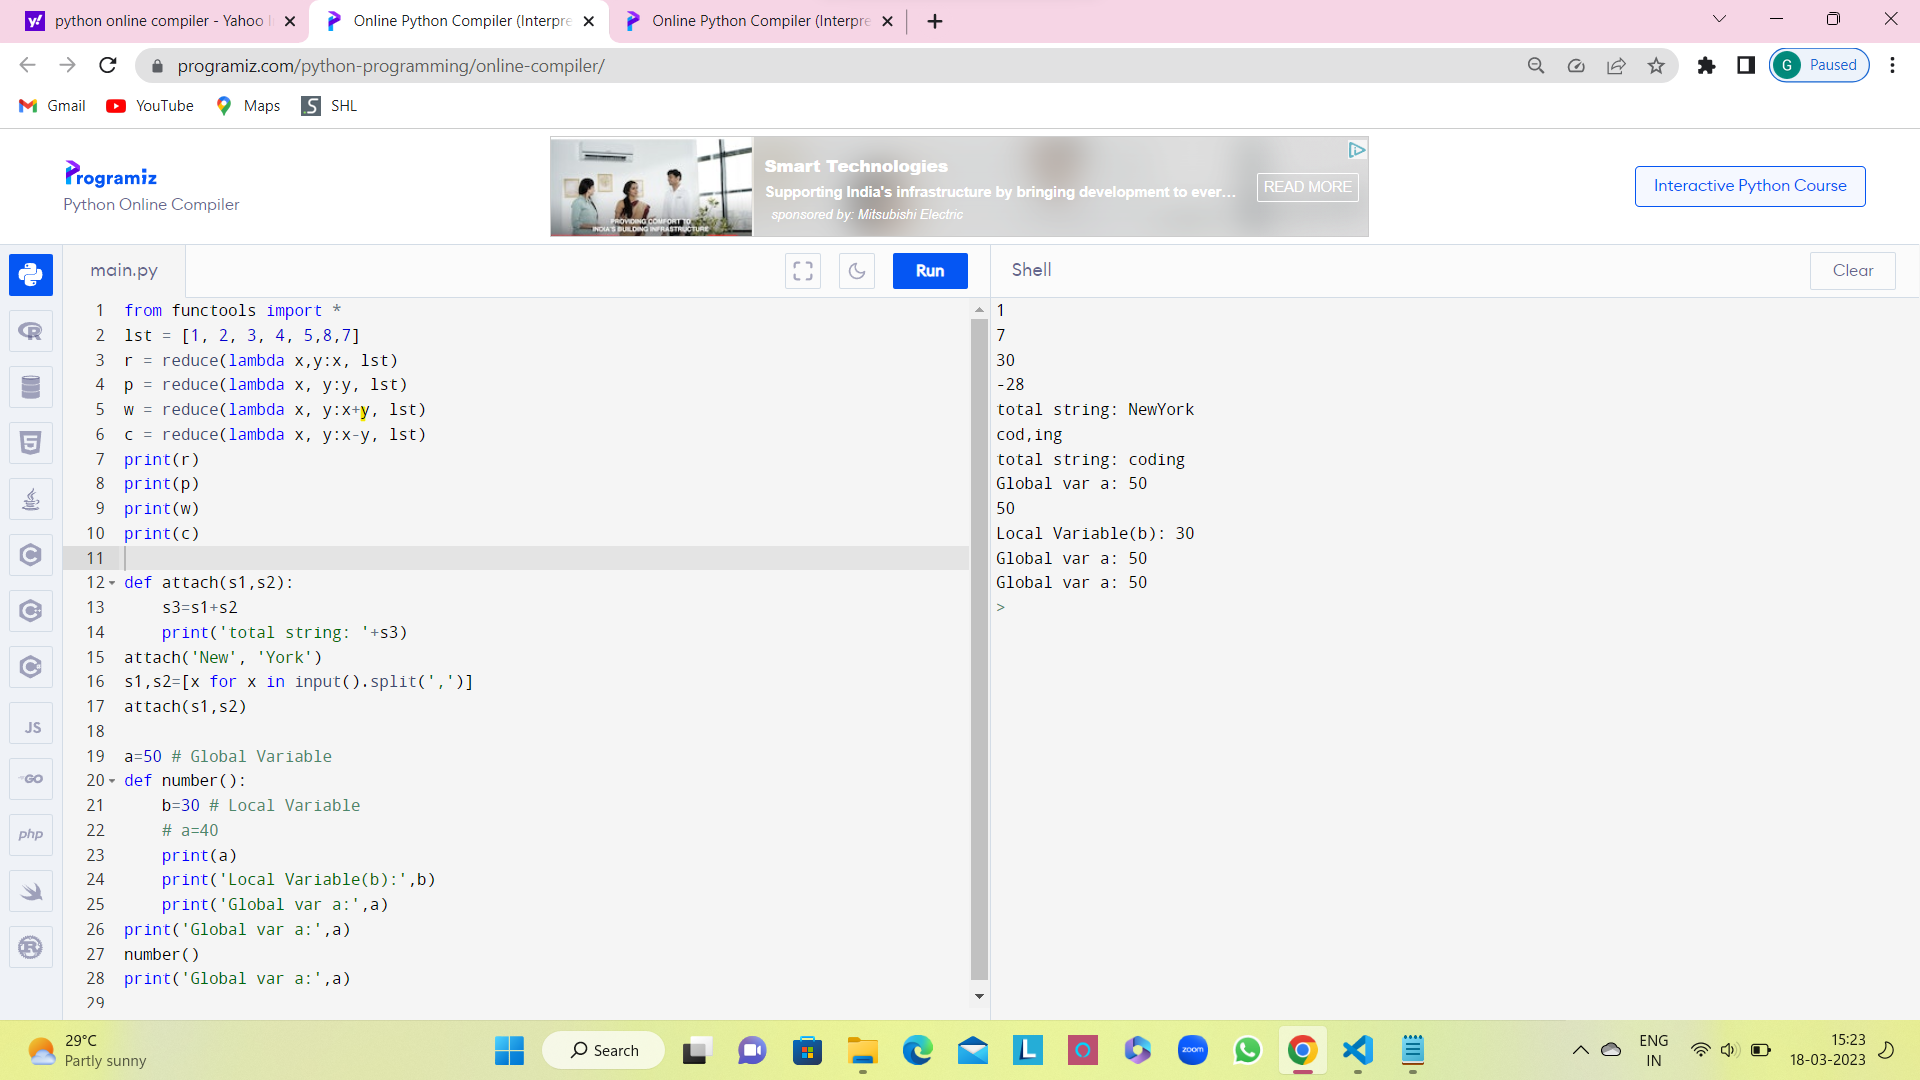 python online compiler - Yahoo
Online Python Compiler (Interpre
Online Python Compiler (Interpre
programiz.com/python-programming/online-compiler/
G Paused
Gmail YouTube Maps SHL
Programiz
Python Online Compiler
PROVIDING COMFORT TO
INDIA'S BUILDING INFRASTRUCTURE
Smart Technologies
Supporting India's infrastructure by bringing development to ever...
sponsored by: Mitsubishi Electric
READ MORE
Interactive Python Course
main.py
Run
Shell
Clear
1 from functools import *
2 lst = [1, 2, 3, 4, 5,8,7]
3 r = reduce(lambda x,y:x, lst)
4 p = reduce(lambda x, y:y, lst)
5 w = reduce(lambda x, y:x+y, lst)
6 c = reduce(lambda x, y:x-y, lst)
7 print(r)
8 print(p)
9 print(w)
10 print(c)
11
12 def attach(s1,s2):
13     s3=s1+s2
14     print('total string: '+s3)
15 attach('New', 'York')
16 s1,s2=[x for x in input().split(',')]
17 attach(s1,s2)
18
19 a=50 # Global Variable
20 def number():
21     b=30 # Local Variable
22     # a=40
23     print(a)
24     print('Local Variable(b):',b)
25     print('Global var a:',a)
26 print('Global var a:',a)
27 number()
28 print('Global var a:',a)
29
1
7
30
-28
total string: NewYork
cod,ing
total string: coding
Global var a: 50
50
Local Variable(b): 30
Global var a: 50
Global var a: 50
>
JS
GO
php
29°C
Partly sunny
Search
zoom
ENG
IN
15:23
18-03-2023